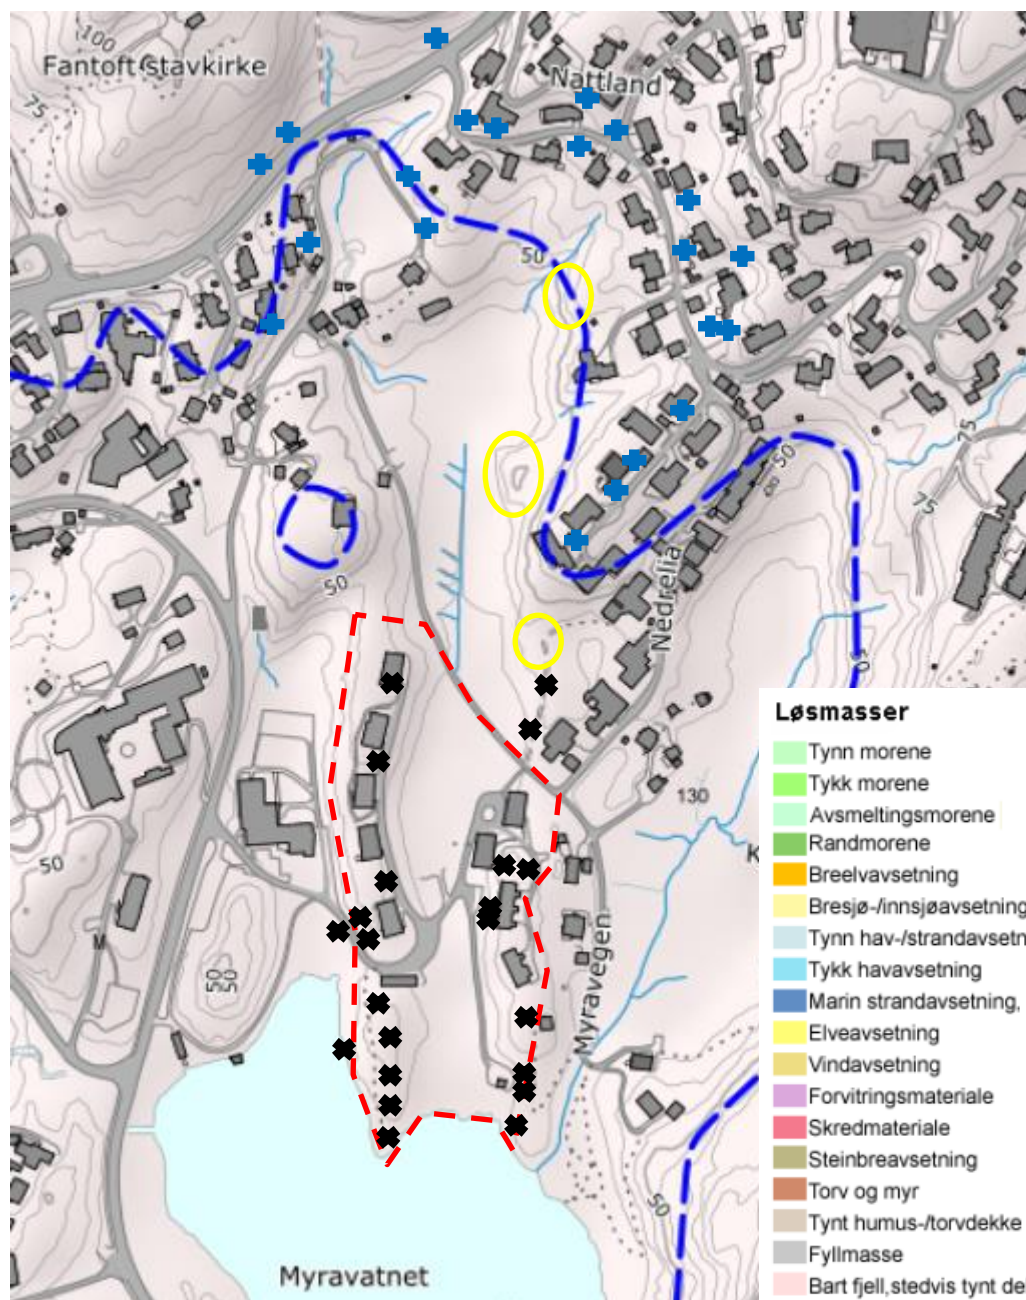 100
Fantoft stavkirke
75
Nattland
50
50
75
75
50
Nedrelia
130
50
50
50
Myravegen
50
Myravatnet
Løsmasser
Tynn morene
Tykk morene
Avsmeltingsmorene
Randmorene
Breelvavsetning
Bresjø-/innsjøavsetning
Tynn hav-/strandavsetn
Tykk havavsetning
Marin strandavsetning,
Elveavsetning
Vindavsetning
Forvitringsmateriale
Skredmateriale
Steinbreavsetning
Torv og myr
Tynt humus-/torvdekke
Fyllmasse
Bart fjell,stedvis tynt de